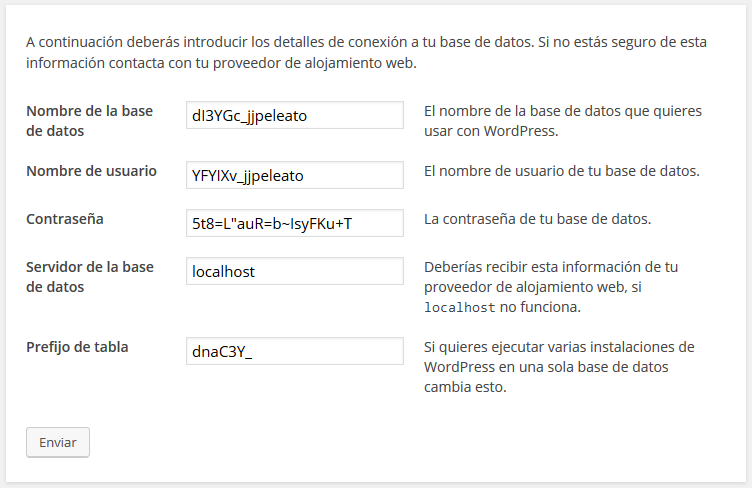 A continuación deberás introducir los detalles de conexión a tu base de datos. Si no estás seguro de esta
información contacta con tu proveedor de alojamiento web.
Nombre de la base
de datos
dI3YGc_jjpeleato
El nombre de la base de datos que quieres
usar con WordPress.
Nombre de usuario
YFYIXv_jjpeleato
El nombre de usuario de tu base de datos.
Contraseña
5t8=L"auR=b~IsyFKu+T
La contraseña de tu base de datos.
Servidor de la base
de datos
localhost
Deberías recibir esta información de tu
proveedor de alojamiento web, si
localhost no funciona.
Prefijo de tabla
dnaC3Y_
Si quieres ejecutar varias instalaciones de
WordPress en una sola base de datos
cambia esto.
Enviar